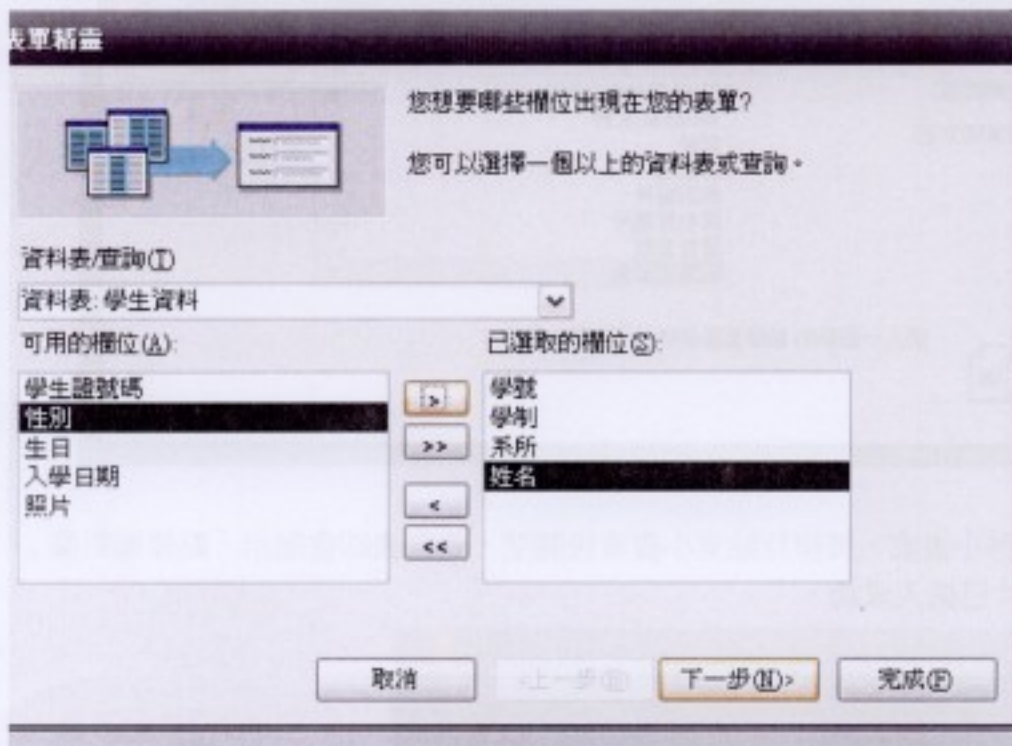 表單精靈
您想要哪些欄位出現在您的表單?
您可以選擇一個以上的資料表或查詢。
資料表/查詢(T)
資料表: 學生資料
可用的欄位(A):
已選取的欄位(S):
學生證號碼
性別
生日
入學日期
照片
>
>>
<
<<
學號
學制
系所
姓名
取消
<上一步(B)
下一步(N)>
完成(F)